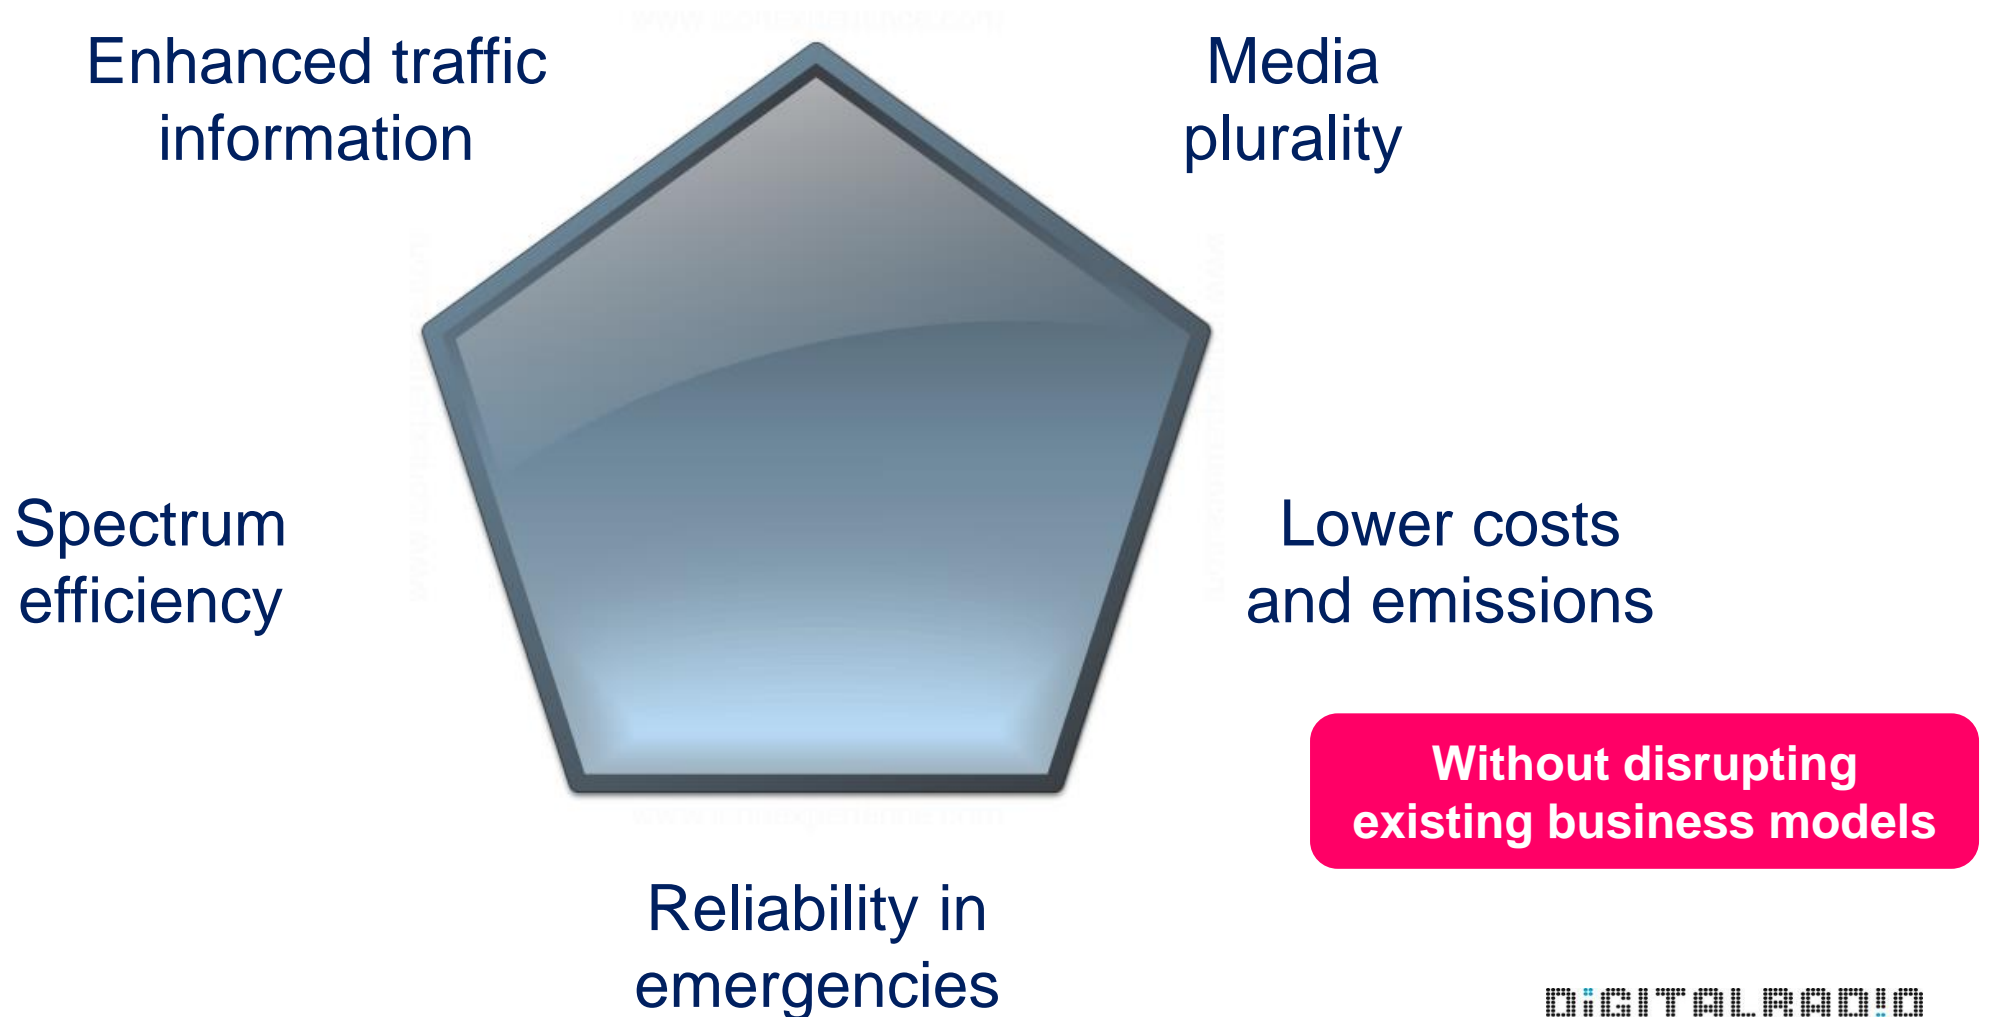 Enhanced traffic
information
Media
plurality
Spectrum
efficiency
Lower costs
and emissions
Without disrupting
existing business models
Reliability in
emergencies
DiGITALRAD!O